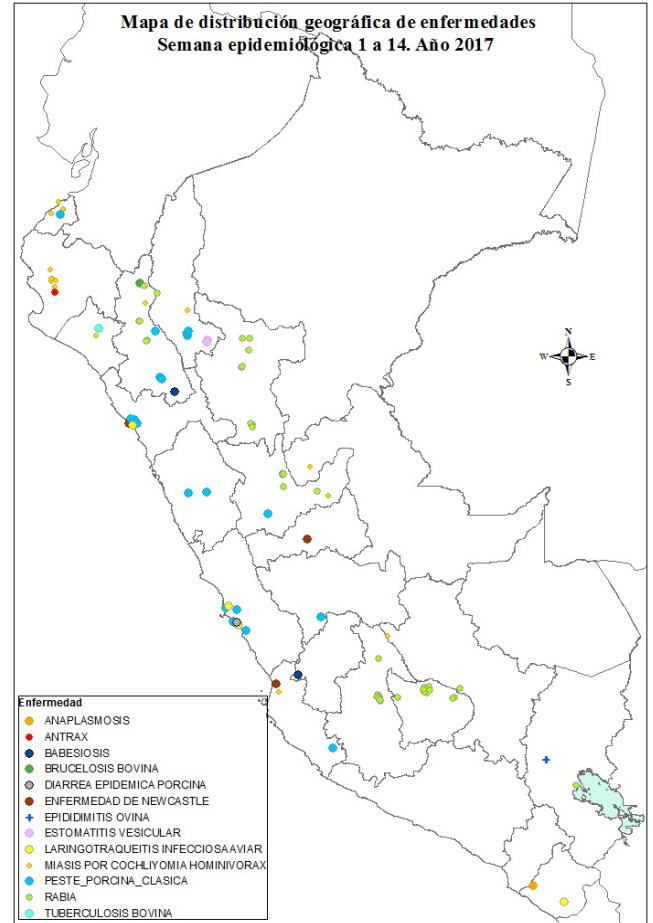 Mapa de distribución geográfica de enfermedades
Semana epidemiológica 1 a 14. Año 2017
N
W E
S
Enfermedad
ANAPLASMOSIS
ANTRAX
BABESIOSIS
BRUCELOSIS BOVINA
DIARREA EPIDEMICA PORCINA
ENFERMEDAD DE NEWCASTLE
EPIDIDIMITIS OVINA
ESTOMATITIS VESICULAR
LARINGOTRAQUEITIS INFECCIOSA AVIAR
MIASIS POR COCHLIYOMIA HOMINIVORAX
PESTE_PORCINA_CLASICA
RABIA
TUBERCULOSIS BOVINA